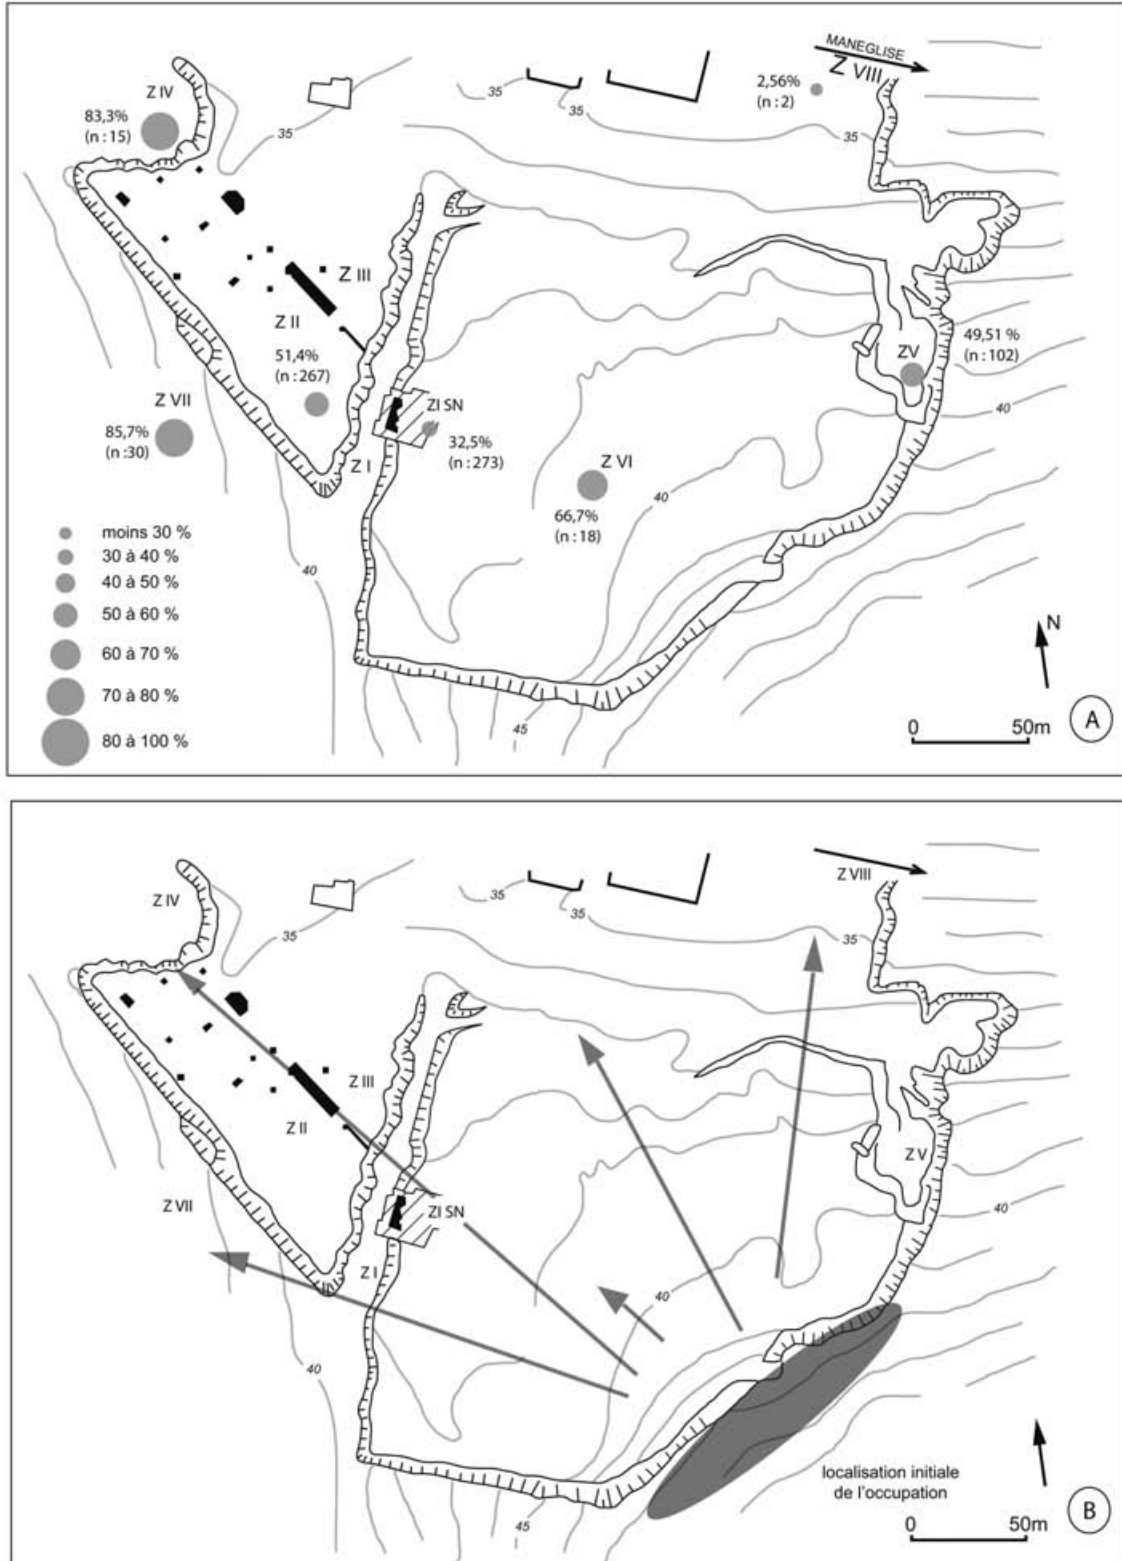 MANEGLISE
Z VIII
2,56%
(n : 2)
Z IV
83,3%
(n : 15)
35
35
35
35
Z III
Z II
51,4%
(n : 267)
49,51 %
(n : 102)
ZV
Z VII
85,7%
(n :30)
ZI SN
32,5%
(n : 273)
Z I
Z VI
66,7%
(n : 18)
40
40
40
45
moins 30 %
30 à 40 %
40 à 50 %
50 à 60 %
60 à 70 %
70 à 80 %
80 à 100 %
N
0 50m
A
Z VIII
Z IV
35
35
35
35
Z III
Z II
Z V
Z VII
ZI SN
Z I
40
40
40
45
localisation initiale
de l'occupation
0 50m
B